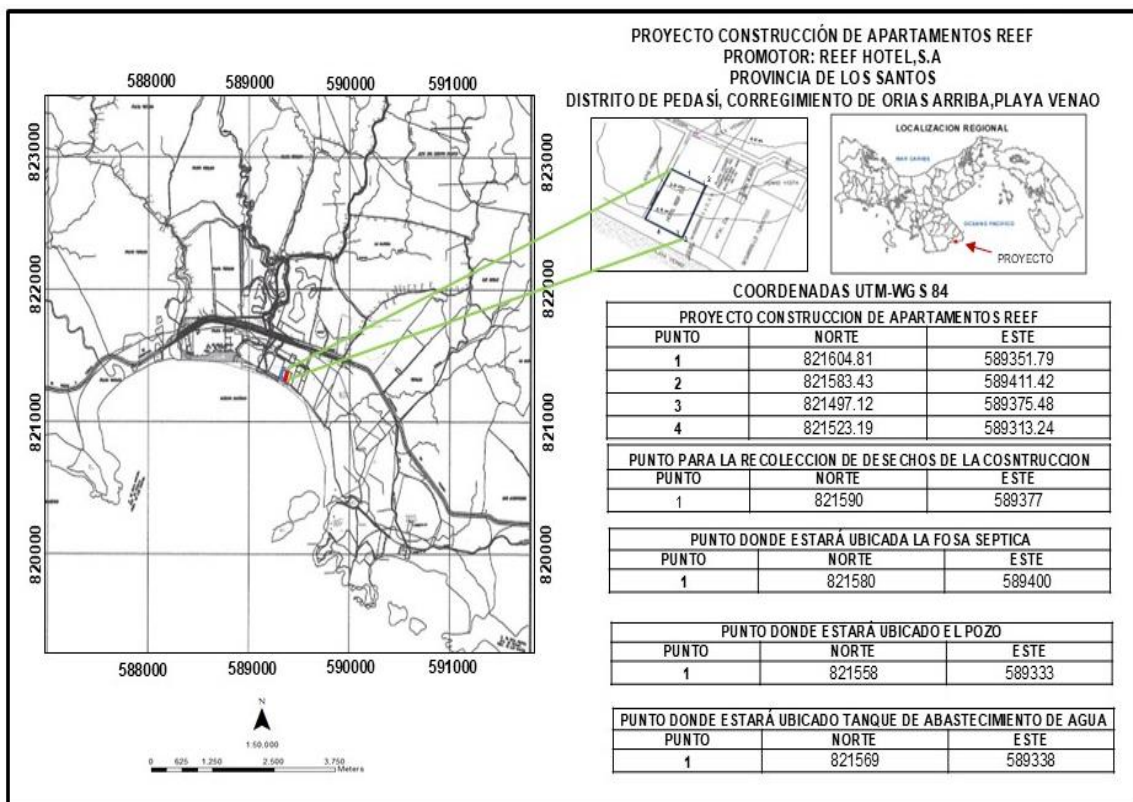 PROYECTO CONSTRUCCIÓN DE APARTAMENTOS REEF
PROMOTOR: REEF HOTEL,S.A
PROVINCIA DE LOS SANTOS
DISTRITO DE PEDASÍ, CORREGIMIENTO DE ORIAS ARRIBA,PLAYA VENAO
588000 589000 590000 591000
823000 823000
822000 822000
821000 821000
820000 820000
588000 589000 590000 591000
N
1:50,000
0 625 1.250 2.500 3.750
Meters
LOCALIZACION REGIONAL
MAR CARIBE
OCEANO PACIFICO
PROYECTO
COORDENADAS UTM-WGS 84
PROYECTO CONSTRUCCION DE APARTAMENTOS REEF
PUNTO NORTE ESTE
1 821604.81 589351.79
2 821583.43 589411.42
3 821497.12 589375.48
4 821523.19 589313.24
PUNTO PARA LA RECOLECCION DE DESECHOS DE LA COSNTRUCCION
PUNTO NORTE ESTE
1 821590 589377
PUNTO DONDE ESTARÁ UBICADA LA FOSA SEPTICA
PUNTO NORTE ESTE
1 821580 589400
PUNTO DONDE ESTARÁ UBICADO EL POZO
PUNTO NORTE ESTE
1 821558 589333
PUNTO DONDE ESTARÁ UBICADO TANQUE DE ABASTECIMIENTO DE AGUA
PUNTO NORTE ESTE
1 821569 589338